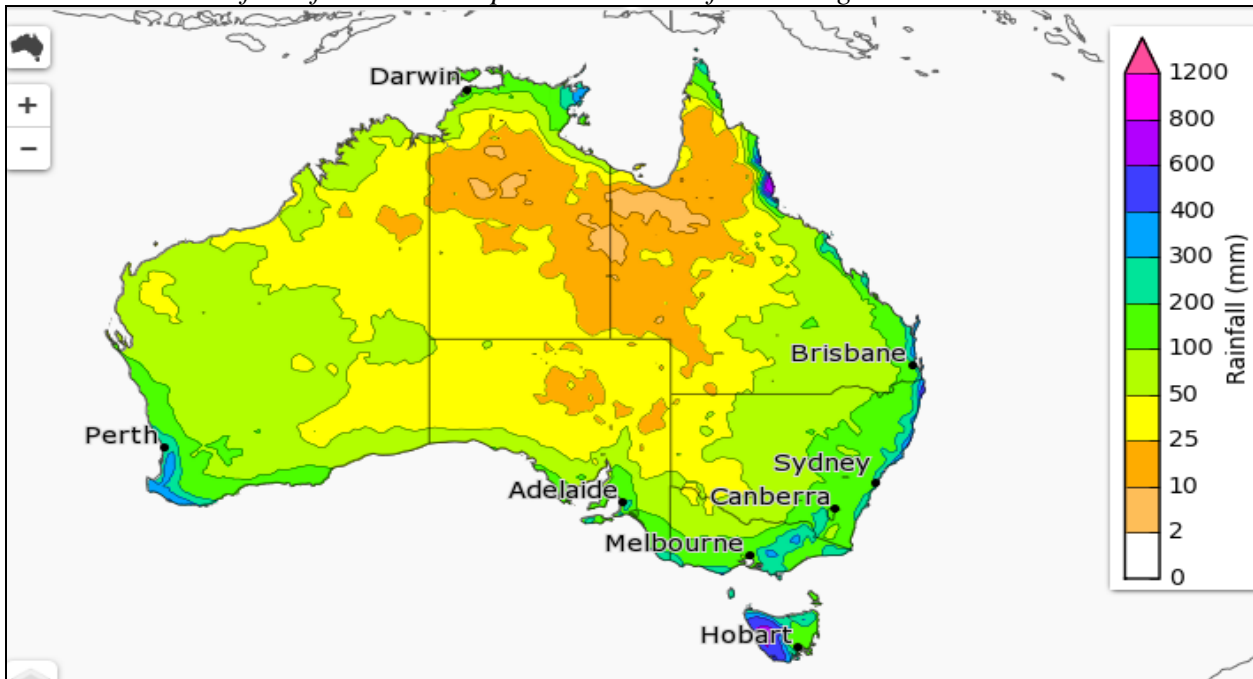 +
−
Darwin
Brisbane
Perth
Sydney
Canberra
Adelaide
Melbourne
Hobart
1200
800
600
400
300
200
100
50
25
10
2
0
Rainfall (mm)